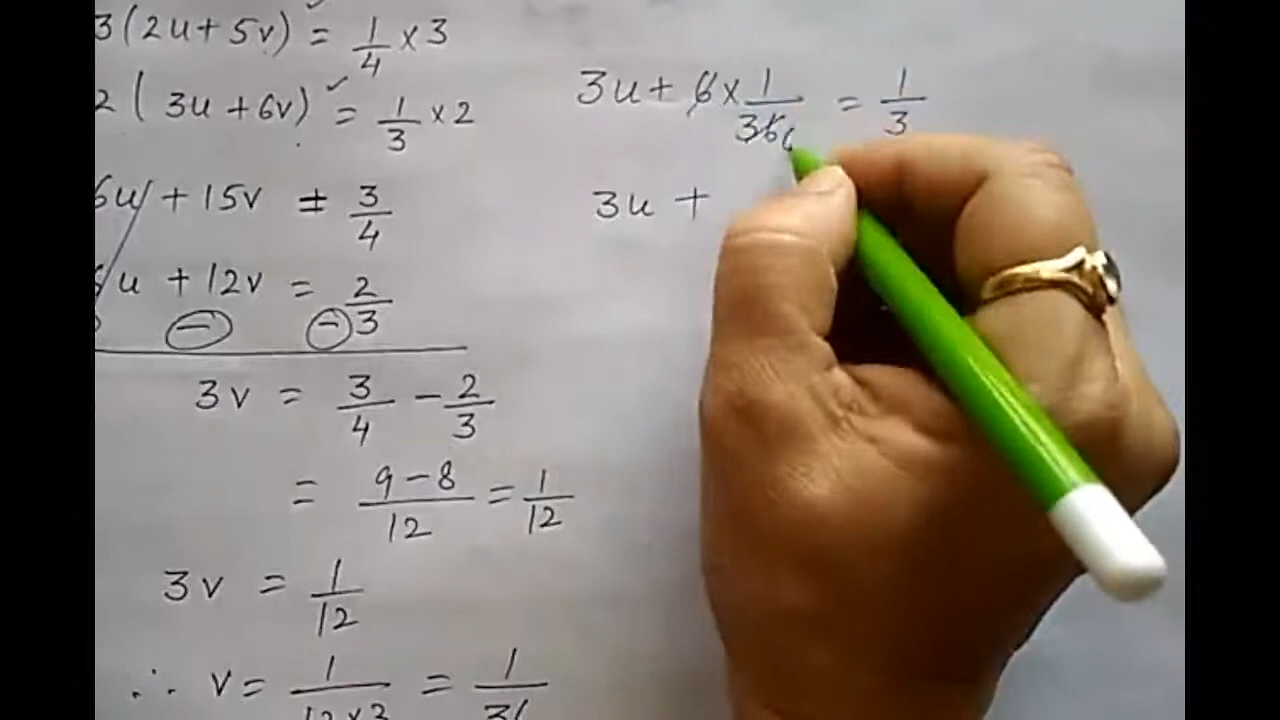 3(2u + 5v) = 1/4 × 3
2(3u + 6v) = 1/3 × 2
6u + 15v = 3/4
6u + 12v = 2/3
(−) (−)
3v = 3/4 − 2/3
= (9 − 8)/12 = 1/12
3v = 1/12
∴ v = 1/(12×3) = 1/36
3u + 6 × 1/36 6 = 1/3
3u +